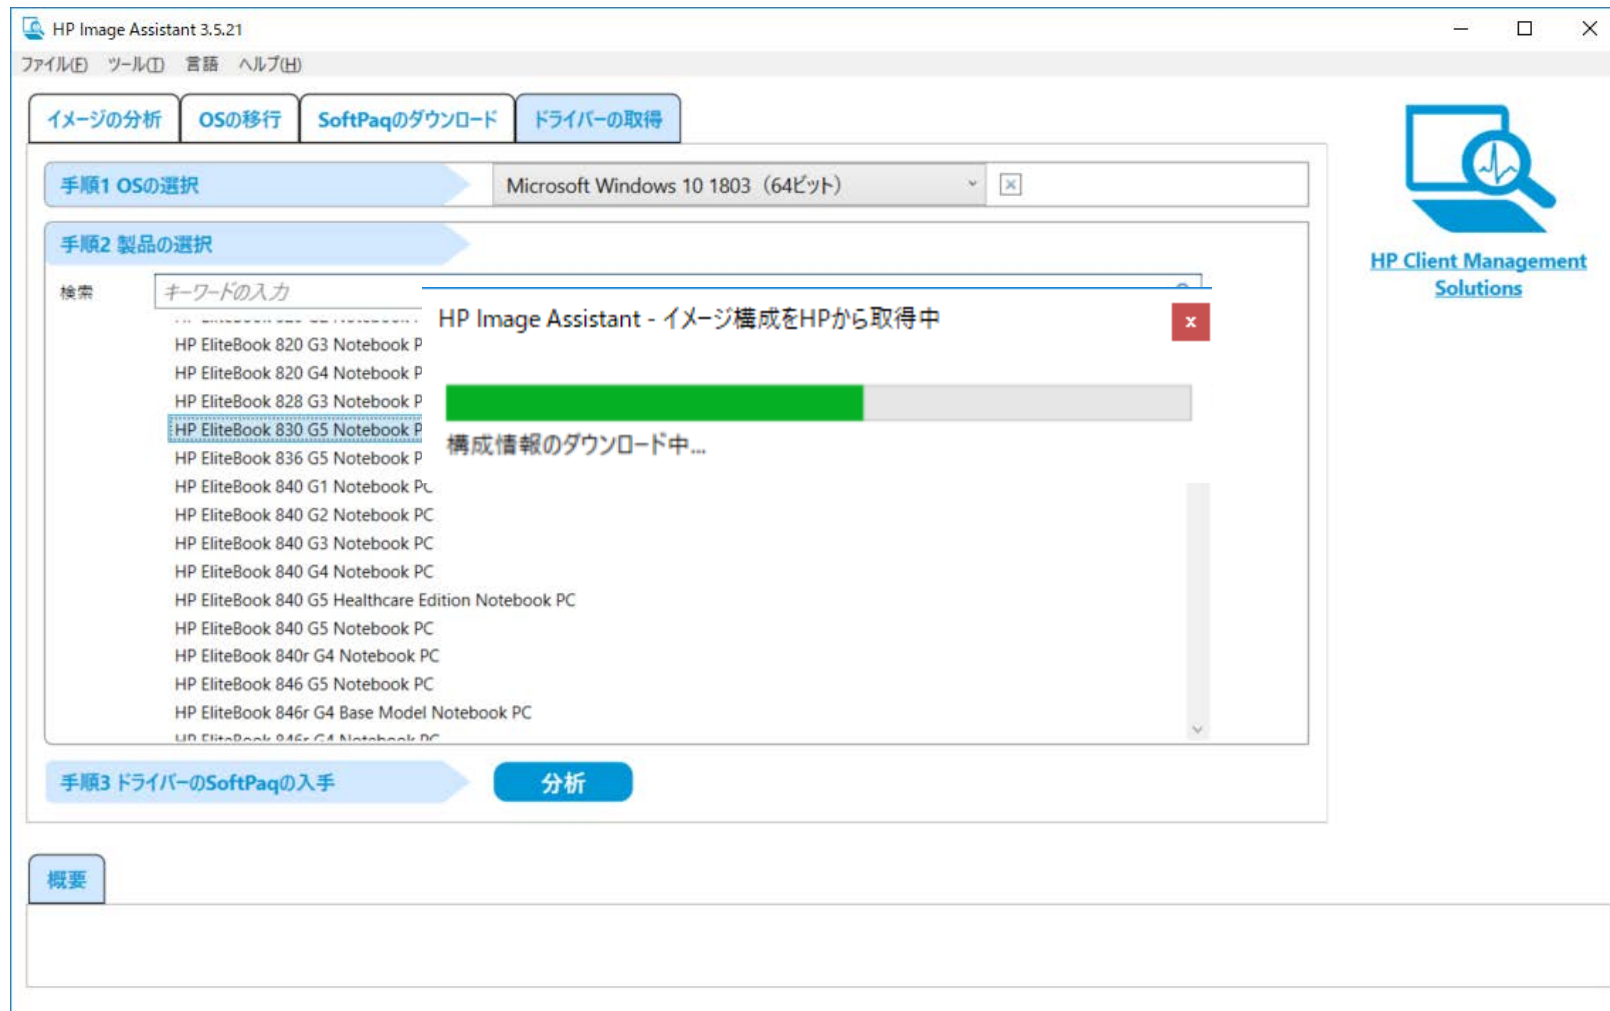 HP Image Assistant 3.5.21
ファイル(F) ツール(T) 言語 ヘルプ(H)
イメージの分析 OSの移行 SoftPaqのダウンロード ドライバーの取得
手順1 OSの選択 Microsoft Windows 10 1803（64ビット）
手順2 製品の選択
HP Client Management
Solutions
検索 キーワードの入力
HP Image Assistant - イメージ構成をHPから取得中
x
HP EliteBook 820 G3 Notebook P
HP EliteBook 820 G4 Notebook P
HP EliteBook 828 G3 Notebook P
HP EliteBook 830 G5 Notebook P
構成情報のダウンロード中...
HP EliteBook 836 G5 Notebook P
HP EliteBook 840 G1 Notebook PC
HP EliteBook 840 G2 Notebook PC
HP EliteBook 840 G3 Notebook PC
HP EliteBook 840 G4 Notebook PC
HP EliteBook 840 G5 Healthcare Edition Notebook PC
HP EliteBook 840 G5 Notebook PC
HP EliteBook 840r G4 Notebook PC
HP EliteBook 846 G5 Notebook PC
HP EliteBook 846r G4 Base Model Notebook PC
HP EliteBook 846r G4 Notebook PC
手順3 ドライバーのSoftPaqの入手 分析
概要